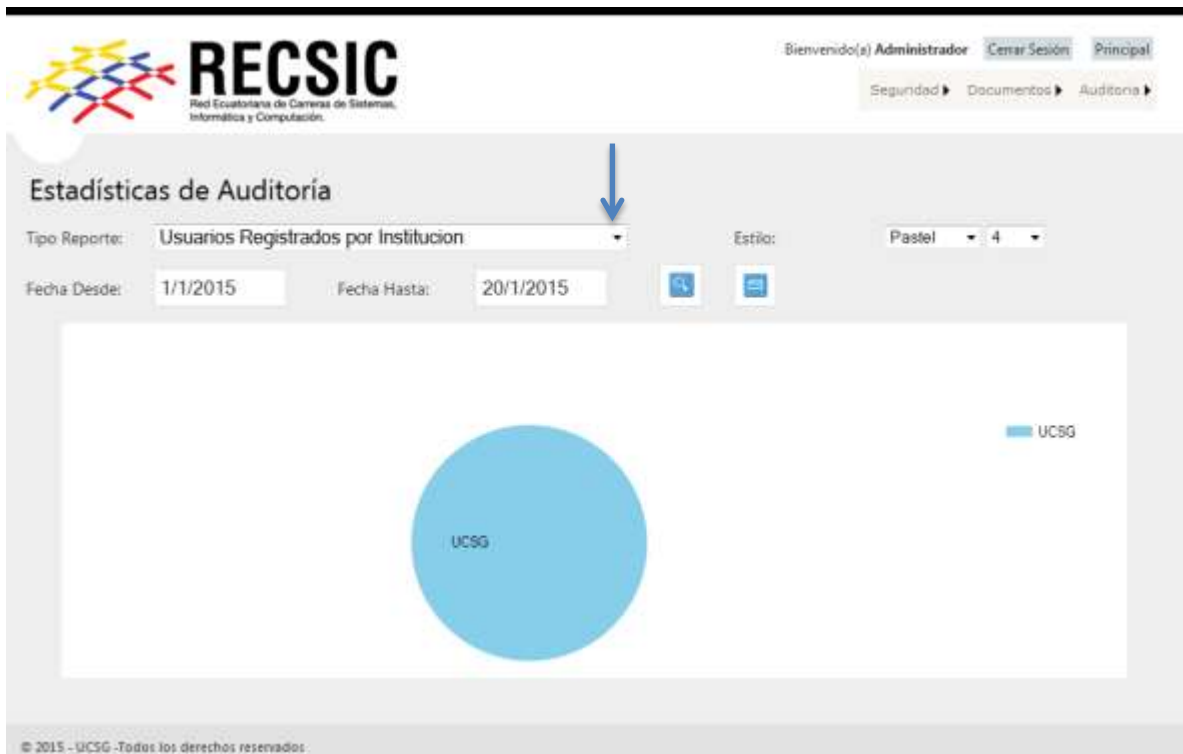 RECSIC
Red Ecuatoriana de Carreras de Sistemas,
Informática y Computación.
Bienvenido(a) Administrador Cerrar Sesión Principal
Seguridad Documentos Auditoria
Estadísticas de Auditoría
Tipo Reporte: Usuarios Registrados por Institucion Estilo: Pastel 4
Fecha Desde: 1/1/2015 Fecha Hasta: 20/1/2015
UCSG
UCSG
© 2015 - UCSG -Todos los derechos reservados